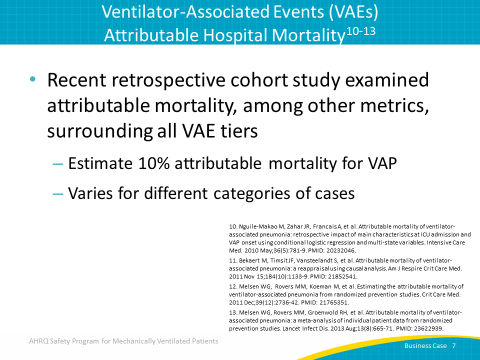 Ventilator-Associated Events (VAEs)
Attributable Hospital Mortality10-13
• Recent retrospective cohort study examined
attributable mortality, among other metrics,
surrounding all VAE tiers
– Estimate 10% attributable mortality for VAP
– Varies for different categories of cases
10. Nguile-Makao M, Zahar JR, Francais A, et al. Attributable mortality of ventilator-
associated pneumonia: retrospective impact of main characteristics at ICU admission and
VAP onset using conditional logistic regression and multi-state variables. Intensive Care
Med. 2010 May;36(5):781-9. PMID: 20232046.
11. Bekaert M, Timsit JF, Vansteelandt S, et al. Attributable mortality of ventilator-
associated pneumonia: a reappraisal using causal analysis. Am J Respir Crit Care Med.
2011 Nov 15;184(10):1133-9. PMID: 21852541.
12. Melsen WG, Rovers MM, Koeman M, et al. Estimating the attributable mortality of
ventilator-associated pneumonia from randomized prevention studies. Crit Care Med.
2011 Dec;39(12):2736-42. PMID: 21765351.
13. Melsen WG, Rovers MM, Groenwold RH, et al. Attributable mortality of ventilator-
associated pneumonia: a meta-analysis of individual patient data from randomized
prevention studies. Lancet Infect Dis. 2013 Aug;13(8):665-71. PMID: 23622939.
AHRQ Safety Program for Mechanically Ventilated Patients
Business Case 7